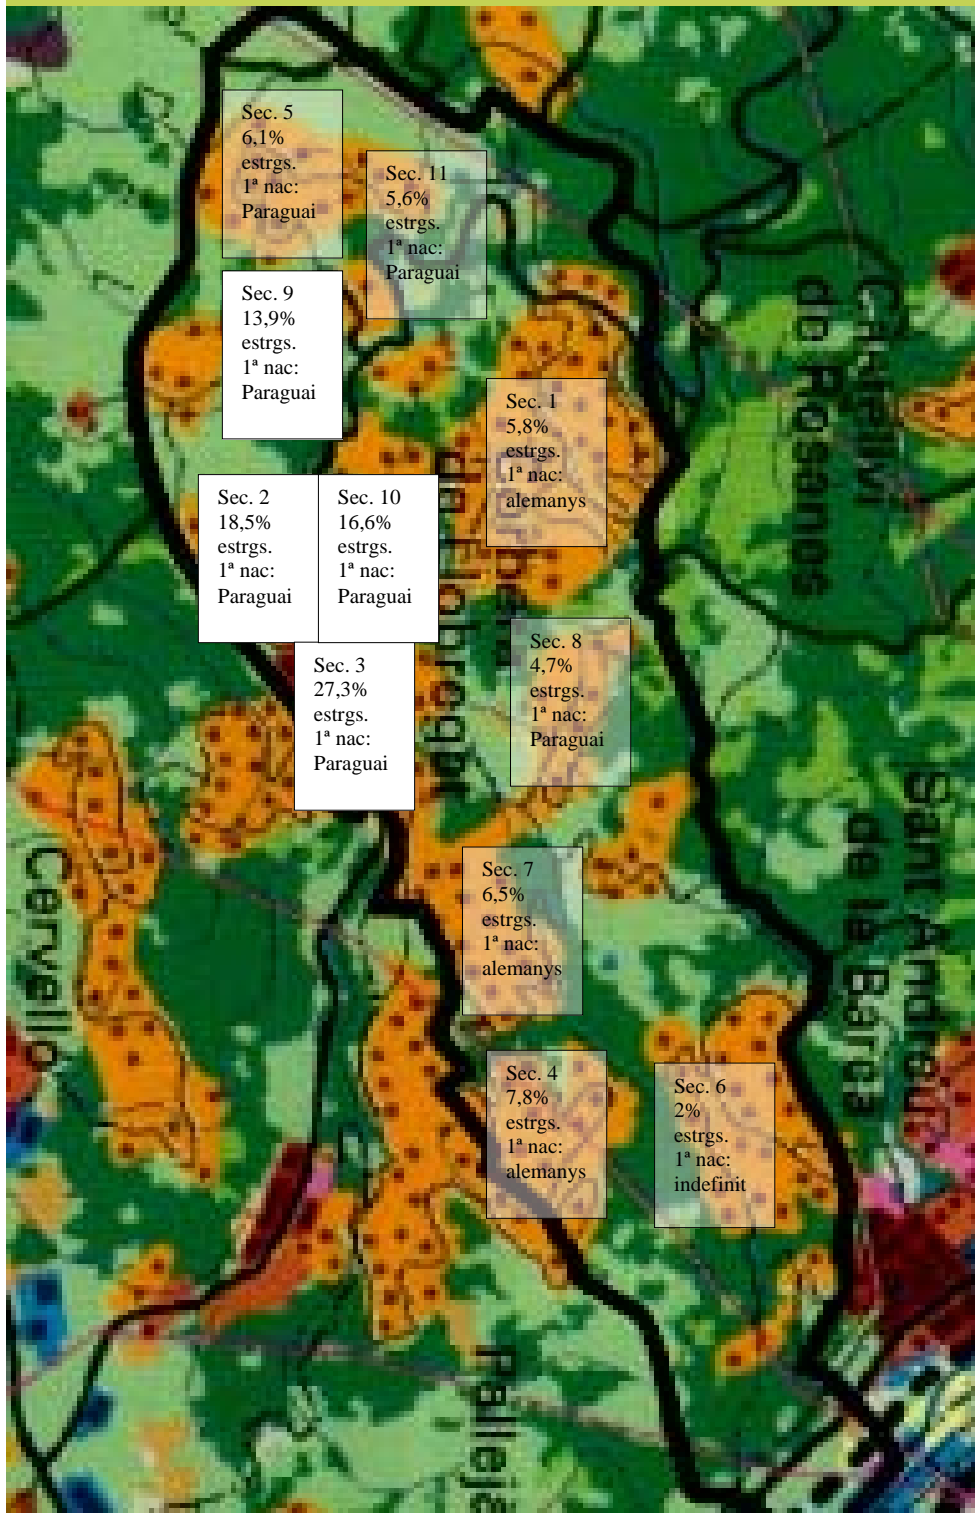 Sec. 5
6,1%
estrgs.
1ª nac:
Paraguai
Sec. 11
5,6%
estrgs.
1ª nac:
Paraguai
Sec. 9
13,9%
estrgs.
1ª nac:
Paraguai
Sec. 1
5,8%
estrgs.
1ª nac:
alemanys
Sec. 2
18,5%
estrgs.
1ª nac:
Paraguai
Sec. 10
16,6%
estrgs.
1ª nac:
Paraguai
Sec. 8
4,7%
estrgs.
1ª nac:
Paraguai
Sec. 3
27,3%
estrgs.
1ª nac:
Paraguai
Sec. 7
6,5%
estrgs.
1ª nac:
alemanys
Sec. 4
7,8%
estrgs.
1ª nac:
alemanys
Sec. 6
2%
estrgs.
1ª nac:
indefinit
de Rosanes
Sant Andreu
de la Barca
Cervelló
Pallejà